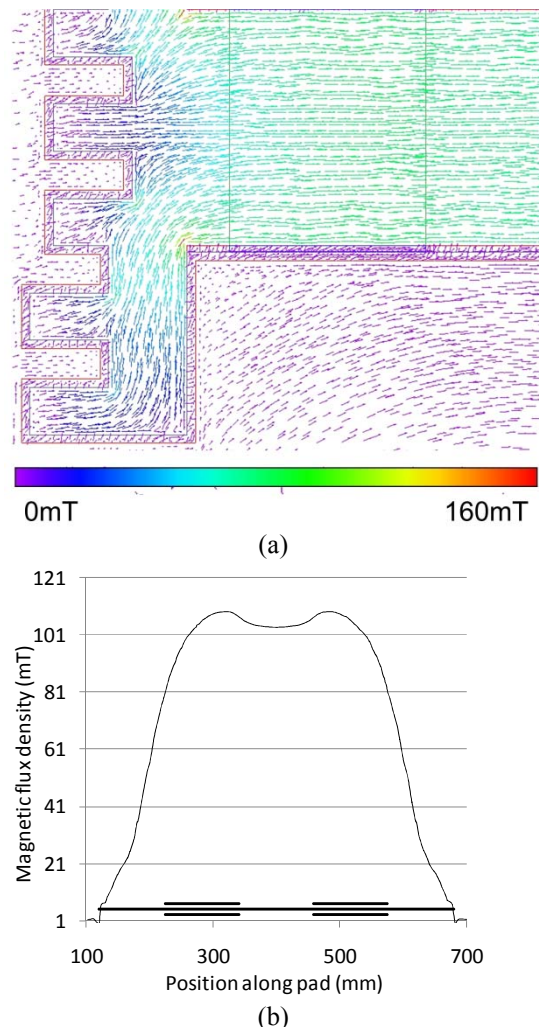 0mT 160mT
(a)
121
101
81
61
41
21
1
Magnetic flux density (mT)
100 300 500 700
Position along pad (mm)
(b)